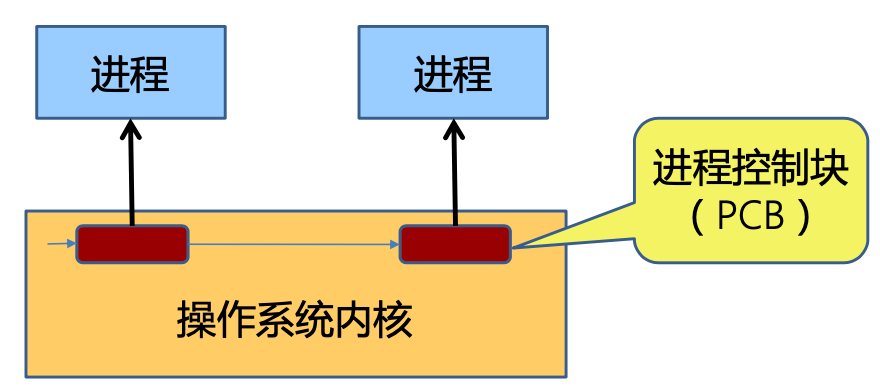 进程
进程
进程控制块
（PCB）
操作系统内核